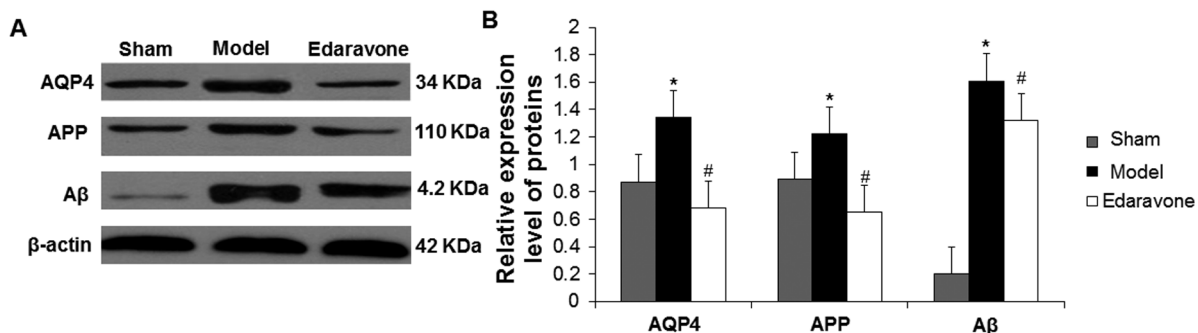 A
Sham Model Edaravone
AQP4 34 KDa
APP 110 KDa
Aβ 4.2 KDa
β-actin 42 KDa
B
Relative expression
level of proteins
2
1.8
1.6
1.4
1.2
1
0.8
0.6
0.4
0.2
0
* #
* #
* #
AQP4 APP Aβ
Sham
Model
Edaravone